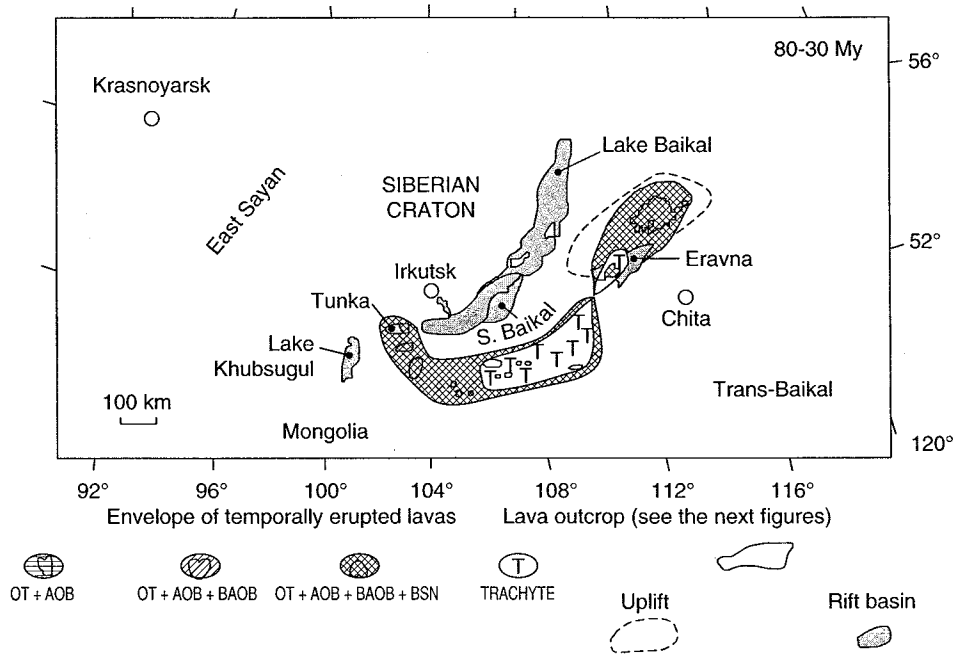 80-30 My
56°
Krasnoyarsk
Lake Baikal
SIBERIAN
CRATON
East Sayan
52°
Eravna
Irkutsk
Tunka
T
S. Baikal
Chita
Lake
Khubsugul
T
T
T
T
T
T
T
T
T
Trans-Baikal
100 km
Mongolia
120°
92° 96° 100° 104° 108° 112° 116°
Envelope of temporally erupted lavas Lava outcrop (see the next figures)
T
OT + AOB OT + AOB + BAOB OT + AOB + BAOB + BSN TRACHYTE
Uplift Rift basin